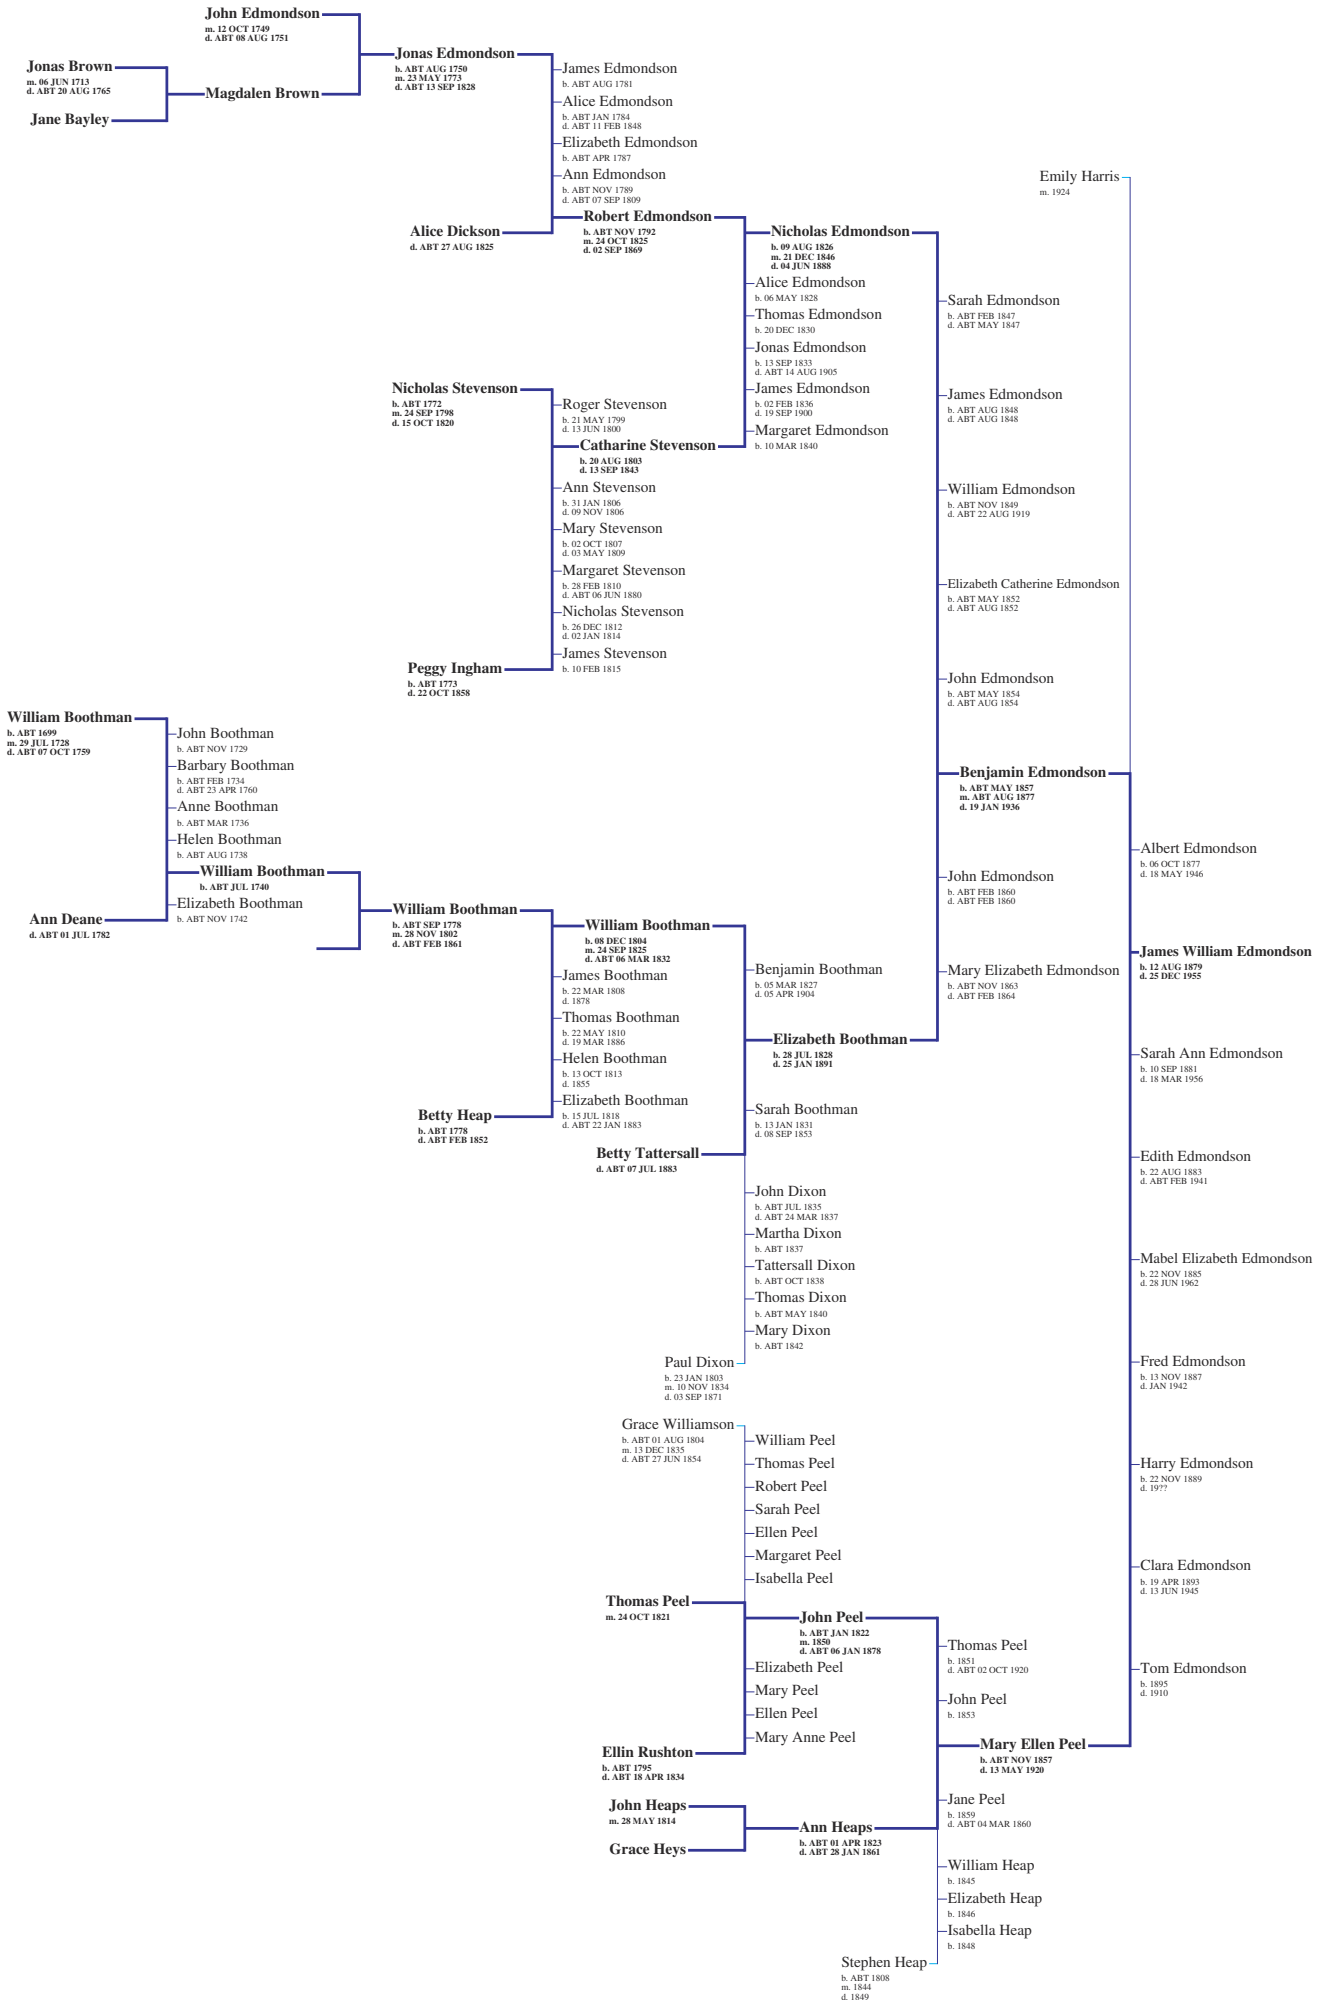 John Edmondson
m. 12 OCT 1749
d. ABT 08 AUG 1751
Jonas Brown
m. 06 JUN 1713
d. ABT 20 AUG 1765
Magdalen Brown
Jane Bayley
Jonas Edmondson
b. ABT AUG 1750
m. 23 MAY 1773
d. ABT 13 SEP 1828
James Edmondson
b. ABT AUG 1781
Alice Edmondson
b. ABT JAN 1784
d. ABT 11 FEB 1848
Elizabeth Edmondson
b. ABT APR 1787
Ann Edmondson
b. ABT NOV 1789
d. ABT 07 SEP 1809
Robert Edmondson
b. ABT NOV 1792
m. 24 OCT 1825
d. 02 SEP 1869
Alice Dickson
d. ABT 27 AUG 1825
Emily Harris
m. 1924
Nicholas Edmondson
b. 09 AUG 1826
m. 21 DEC 1846
d. 04 JUN 1888
Alice Edmondson
b. 06 MAY 1828
Thomas Edmondson
b. 20 DEC 1830
Jonas Edmondson
b. 13 SEP 1833
d. ABT 14 AUG 1905
James Edmondson
b. 02 FEB 1836
d. 19 SEP 1900
Margaret Edmondson
b. 10 MAR 1840
Nicholas Stevenson
b. ABT 1772
m. 24 SEP 1798
d. 15 OCT 1820
Roger Stevenson
b. 21 MAY 1799
d. 13 JUN 1800
Catharine Stevenson
b. 20 AUG 1803
d. 13 SEP 1843
Ann Stevenson
b. 31 JAN 1806
d. 09 NOV 1806
Mary Stevenson
b. 02 OCT 1807
d. 03 MAY 1809
Margaret Stevenson
b. 28 FEB 1810
d. ABT 06 JUN 1880
Nicholas Stevenson
b. 26 DEC 1812
d. 02 JAN 1814
James Stevenson
b. 10 FEB 1815
Peggy Ingham
b. ABT 1773
d. 22 OCT 1858
Sarah Edmondson
b. ABT FEB 1847
d. ABT MAY 1847
James Edmondson
b. ABT AUG 1848
d. ABT AUG 1848
William Edmondson
b. ABT NOV 1849
d. ABT 22 AUG 1919
Elizabeth Catherine Edmondson
b. ABT MAY 1852
d. ABT AUG 1852
John Edmondson
b. ABT MAY 1854
d. ABT AUG 1854
Benjamin Edmondson
b. ABT MAY 1857
m. ABT AUG 1877
d. 19 JAN 1936
John Edmondson
b. ABT FEB 1860
d. ABT FEB 1860
Mary Elizabeth Edmondson
b. ABT NOV 1863
d. ABT FEB 1864
William Boothman
b. ABT 1699
m. 29 JUL 1728
d. ABT 07 OCT 1759
John Boothman
b. ABT NOV 1729
Barbary Boothman
b. ABT FEB 1734
d. ABT 23 APR 1760
Anne Boothman
b. ABT MAR 1736
Helen Boothman
b. ABT AUG 1738
William Boothman
b. ABT JUL 1740
Elizabeth Boothman
b. ABT NOV 1742
Ann Deane
d. ABT 01 JUL 1782
William Boothman
b. ABT SEP 1778
m. 28 NOV 1802
d. ABT FEB 1861
William Boothman
b. 08 DEC 1804
m. 24 SEP 1825
d. ABT 06 MAR 1832
James Boothman
b. 22 MAR 1808
d. 1878
Thomas Boothman
b. 22 MAY 1810
d. 19 MAR 1886
Helen Boothman
b. 13 OCT 1813
d. 1855
Elizabeth Boothman
b. 15 JUL 1818
d. ABT 22 JAN 1883
Betty Heap
b. ABT 1778
d. ABT FEB 1852
Betty Tattersall
d. ABT 07 JUL 1883
Benjamin Boothman
b. 05 MAR 1827
d. 05 APR 1904
Elizabeth Boothman
b. 28 JUL 1828
d. 25 JAN 1891
Sarah Boothman
b. 13 JAN 1831
d. 08 SEP 1853
John Dixon
b. ABT JUL 1835
d. ABT 24 MAR 1837
Martha Dixon
b. ABT 1837
Tattersall Dixon
b. ABT OCT 1838
Thomas Dixon
b. ABT MAY 1840
Mary Dixon
b. ABT 1842
Paul Dixon
b. 23 JAN 1803
m. 10 NOV 1834
d. 03 SEP 1871
Albert Edmondson
b. 06 OCT 1877
d. 18 MAY 1946
James William Edmondson
b. 12 AUG 1879
d. 25 DEC 1955
Sarah Ann Edmondson
b. 10 SEP 1881
d. 18 MAR 1956
Edith Edmondson
b. 22 AUG 1883
d. ABT FEB 1941
Mabel Elizabeth Edmondson
b. 22 NOV 1885
d. 28 JUN 1962
Fred Edmondson
b. 13 NOV 1887
d. JAN 1942
Harry Edmondson
b. 22 NOV 1889
d. 19??
Clara Edmondson
b. 19 APR 1893
d. 13 JUN 1945
Tom Edmondson
b. 1895
d. 1910
Grace Williamson
b. ABT 01 AUG 1804
m. 13 DEC 1835
d. ABT 27 JUN 1854
William Peel
Thomas Peel
Robert Peel
Sarah Peel
Ellen Peel
Margaret Peel
Isabella Peel
Thomas Peel
m. 24 OCT 1821
John Peel
b. ABT JAN 1822
m. 1850
d. ABT 06 JAN 1878
Elizabeth Peel
Mary Peel
Ellen Peel
Mary Anne Peel
Ellin Rushton
b. ABT 1795
d. ABT 18 APR 1834
John Heaps
m. 28 MAY 1814
Grace Heys
Ann Heaps
b. ABT 01 APR 1823
d. ABT 28 JAN 1861
Thomas Peel
b. 1851
d. ABT 02 OCT 1920
John Peel
b. 1853
Mary Ellen Peel
b. ABT NOV 1857
d. 13 MAY 1920
Jane Peel
b. 1859
d. ABT 04 MAR 1860
William Heap
b. 1845
Elizabeth Heap
b. 1846
Isabella Heap
b. 1848
Stephen Heap
b. ABT 1808
m. 1844
d. 1849